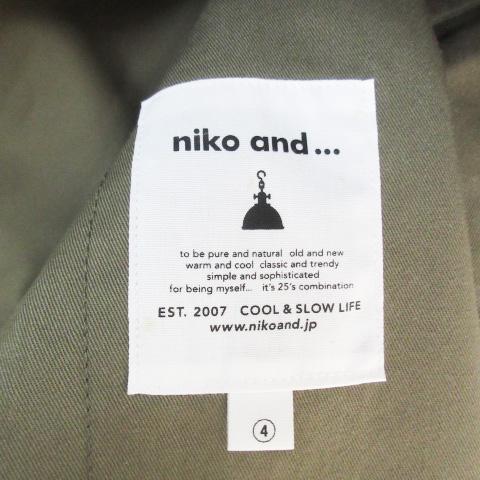 niko and...
to be pure and natural old and new
warm and cool classic and trendy
simple and sophisticated
for being myself... it's 25's combination
EST. 2007 COOL & SLOW LIFE
www.nikoand.jp
④